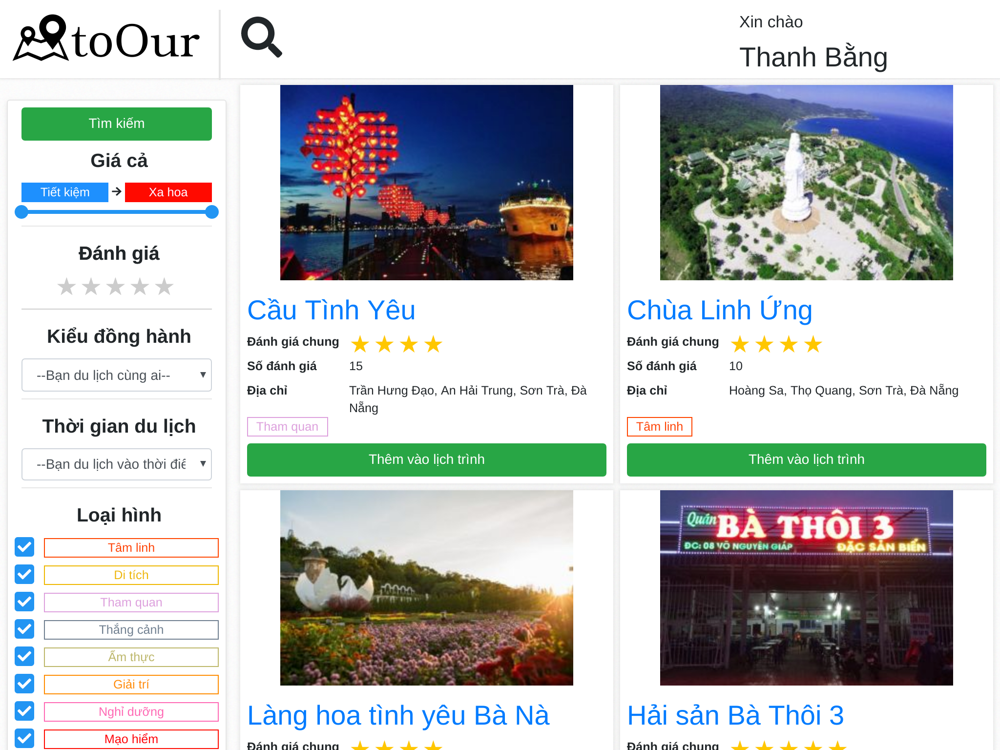 toOur
Xin chào
Thanh Bằng
Tìm kiếm
Giá cả
Tiết kiệm → Xa hoa
Đánh giá
★ ★ ★ ★ ★
Kiểu đồng hành
--Bạn du lịch cùng ai--
Thời gian du lịch
--Bạn du lịch vào thời điể
Loại hình
Tâm linh
Di tích
Tham quan
Thắng cảnh
Ẩm thực
Giải trí
Nghỉ dưỡng
Mạo hiểm
Cầu Tình Yêu
Đánh giá chung ★ ★ ★ ★
Số đánh giá 15
Địa chỉ Trần Hưng Đạo, An Hải Trung, Sơn Trà, Đà
Nẵng
Tham quan
Thêm vào lịch trình
Chùa Linh Ứng
Đánh giá chung ★ ★ ★ ★
Số đánh giá 10
Địa chỉ Hoàng Sa, Thọ Quang, Sơn Trà, Đà Nẵng
Tâm linh
Thêm vào lịch trình
Làng hoa tình yêu Bà Nà
Đánh giá chung ★ ★ ★ ★
Quán BÀ THÔI 3
ĐC: 08 VÕ NGUYÊN GIÁP ĐẶC SẢN BIỂN
Hải sản Bà Thôi 3
Đánh giá chung ★ ★ ★ ★ ★